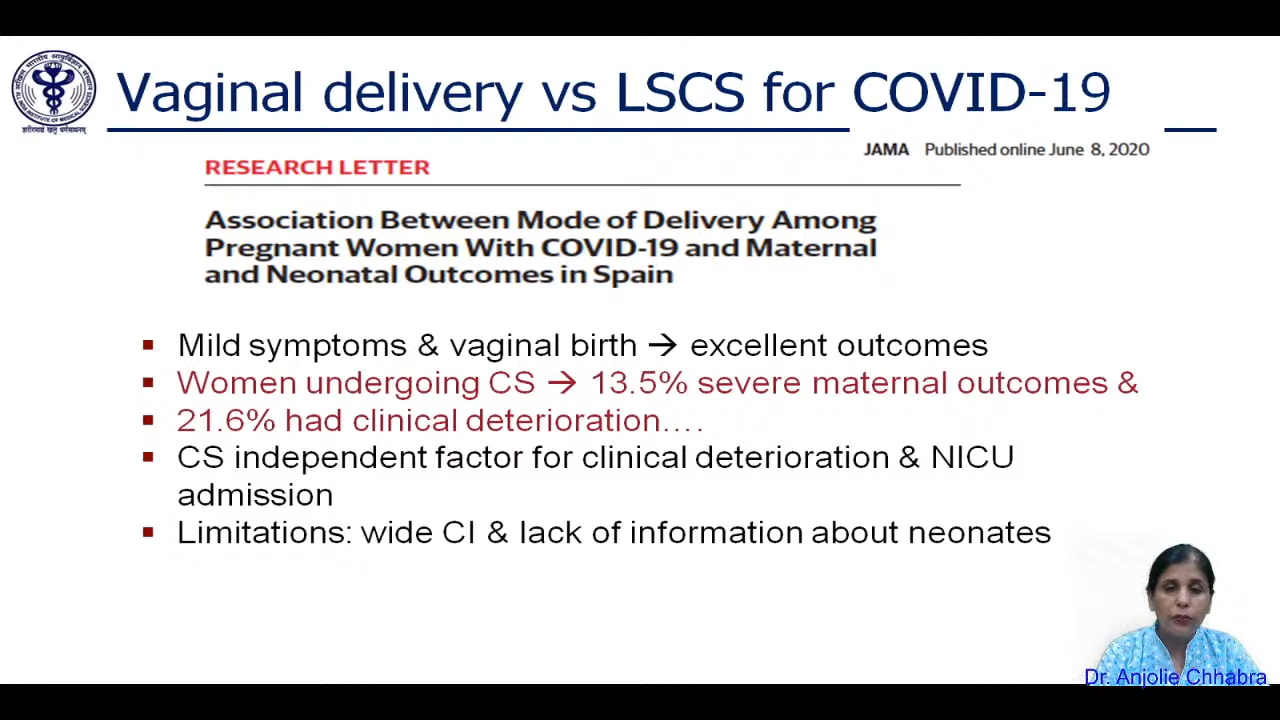 Vaginal delivery vs LSCS for COVID-19
JAMA Published online June 8, 2020
RESEARCH LETTER
Association Between Mode of Delivery Among
Pregnant Women With COVID-19 and Maternal
and Neonatal Outcomes in Spain
▪ Mild symptoms & vaginal birth → excellent outcomes
▪ Women undergoing CS → 13.5% severe maternal outcomes &
▪ 21.6% had clinical deterioration….
▪ CS independent factor for clinical deterioration & NICU
admission
▪ Limitations: wide CI & lack of information about neonates
Dr. Anjolie Chhabra